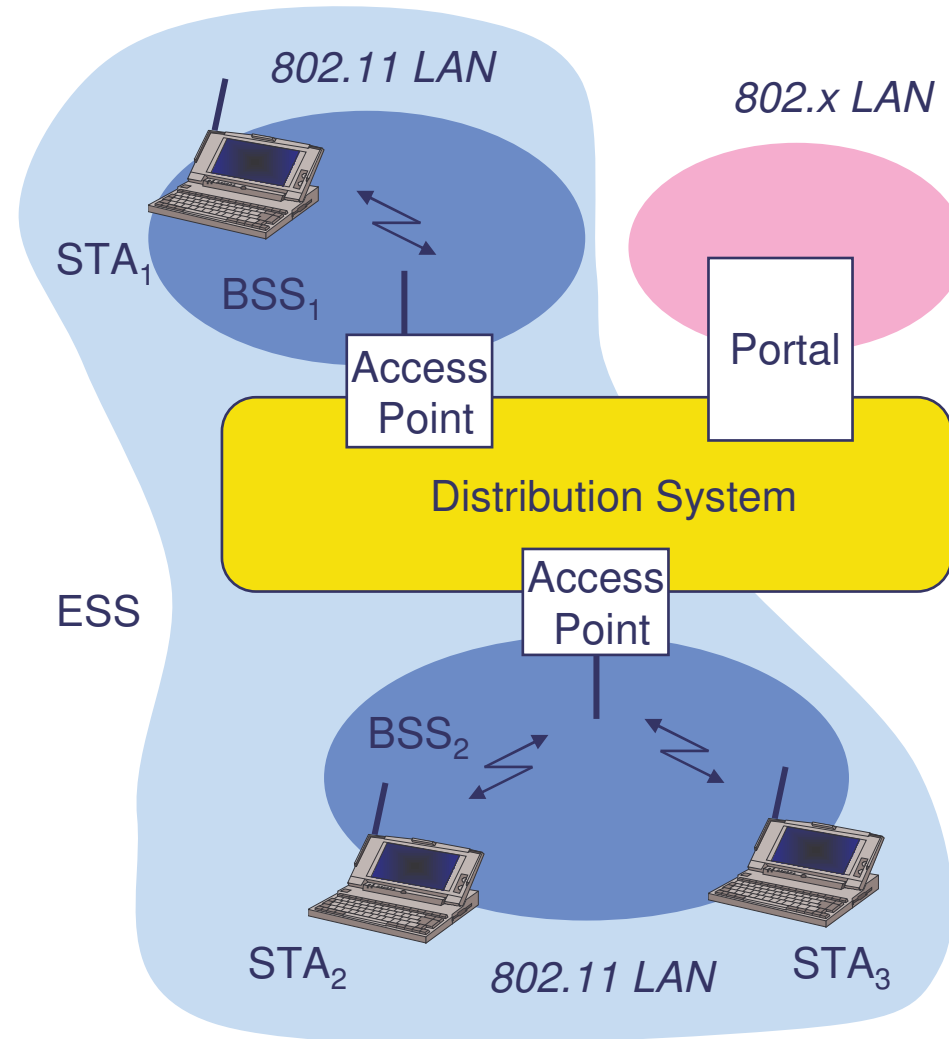 802.11 LAN
802.x LAN
STA₁
BSS₁
Access
Point
Portal
Distribution System
Access
Point
ESS
BSS₂
STA₂
802.11 LAN
STA₃